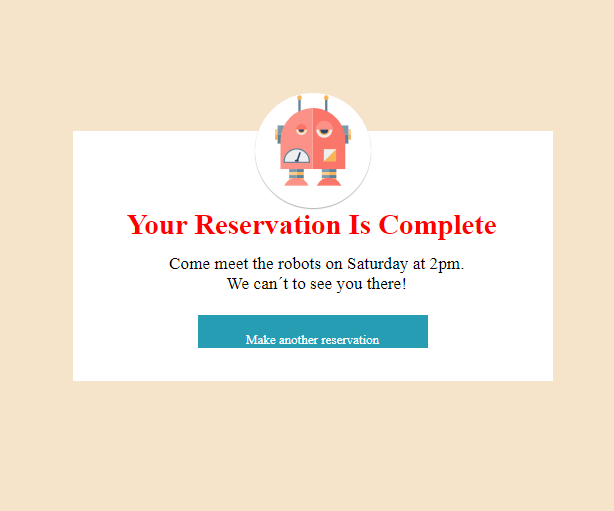 Your Reservation Is Complete
Come meet the robots on Saturday at 2pm.
We can´t to see you there!
Make another reservation